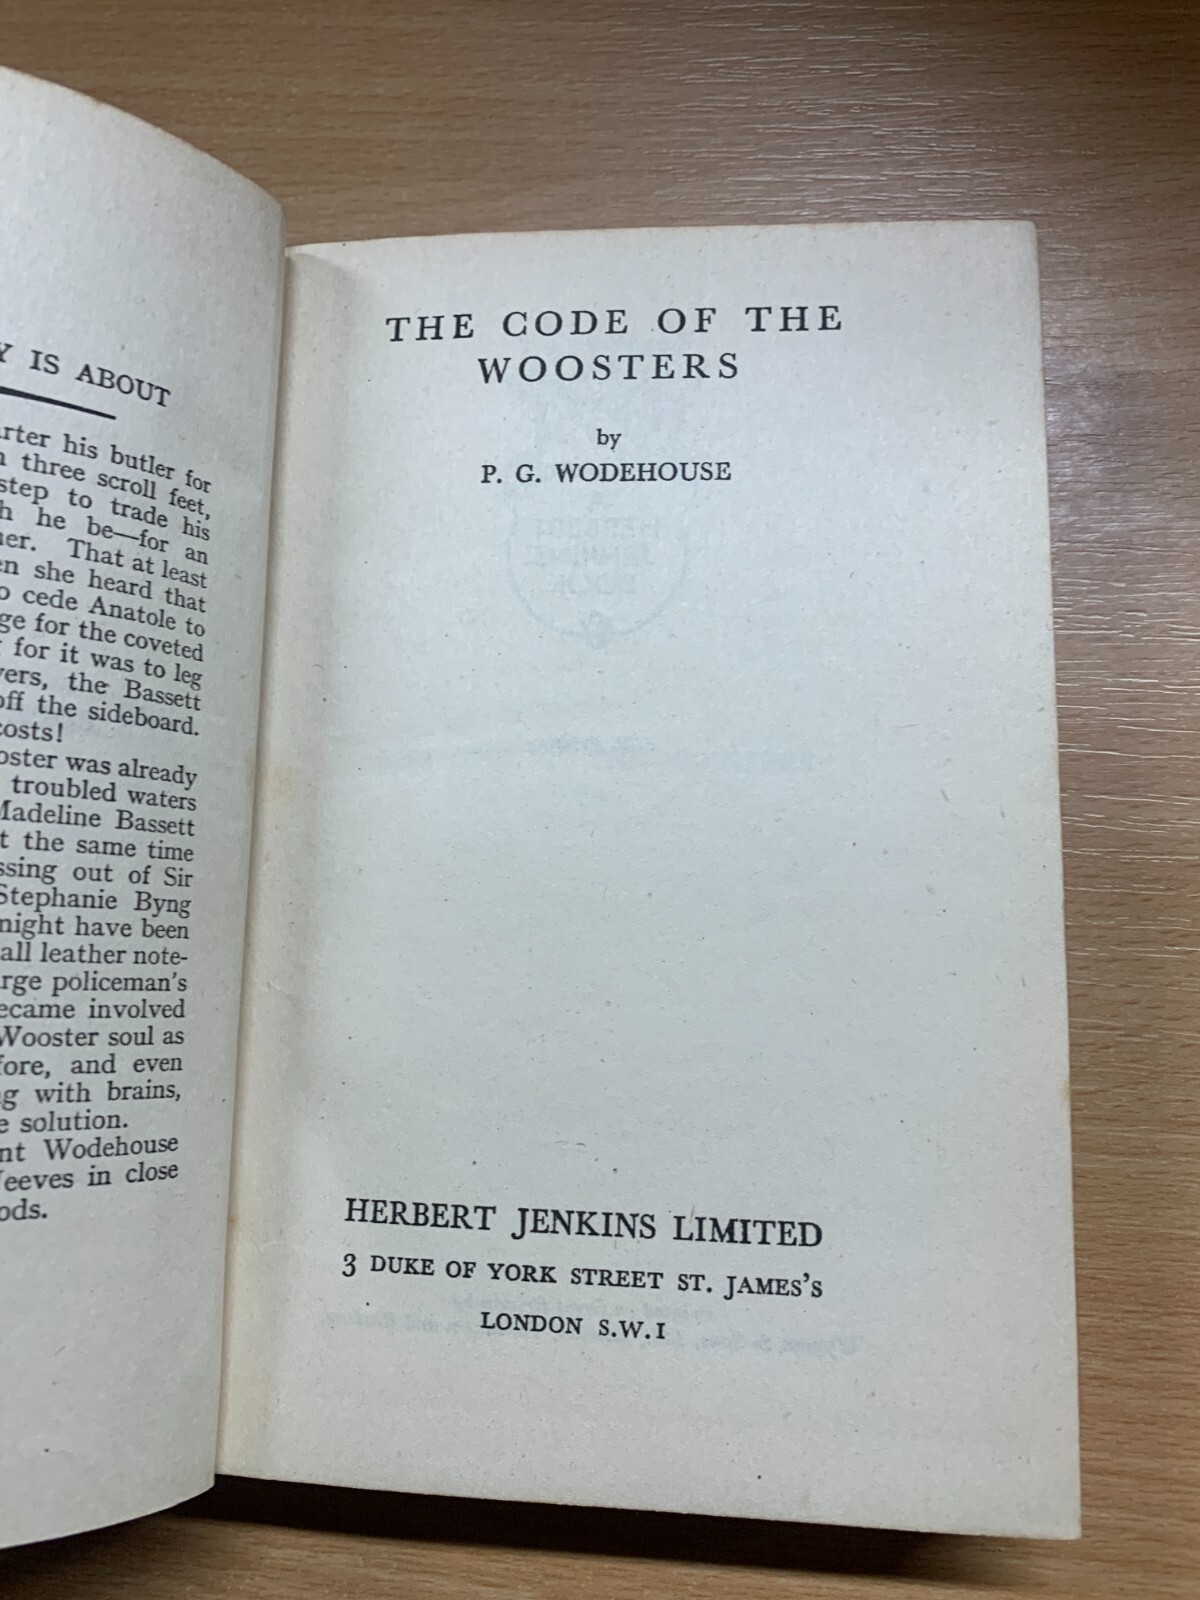 Y IS ABOUT
rter his butler for
three scroll feet,
step to trade his
h he be—for an
er. That at least
n she heard that
o cede Anatole to
ge for the coveted
for it was to leg
vers, the Bassett
off the sideboard.
costs!
oster was already
troubled waters
Madeline Bassett
t the same time
ssing out of Sir
Stephanie Byng
might have been
all leather note-
arge policeman's
ecame involved
Wooster soul as
fore, and even
g with brains,
e solution.
nt Wodehouse
Jeeves in close
ods.
THE CODE OF THE
WOOSTERS
by
P. G. WODEHOUSE
HERBERT JENKINS LIMITED
3 DUKE OF YORK STREET ST. JAMES'S
LONDON S.W.1